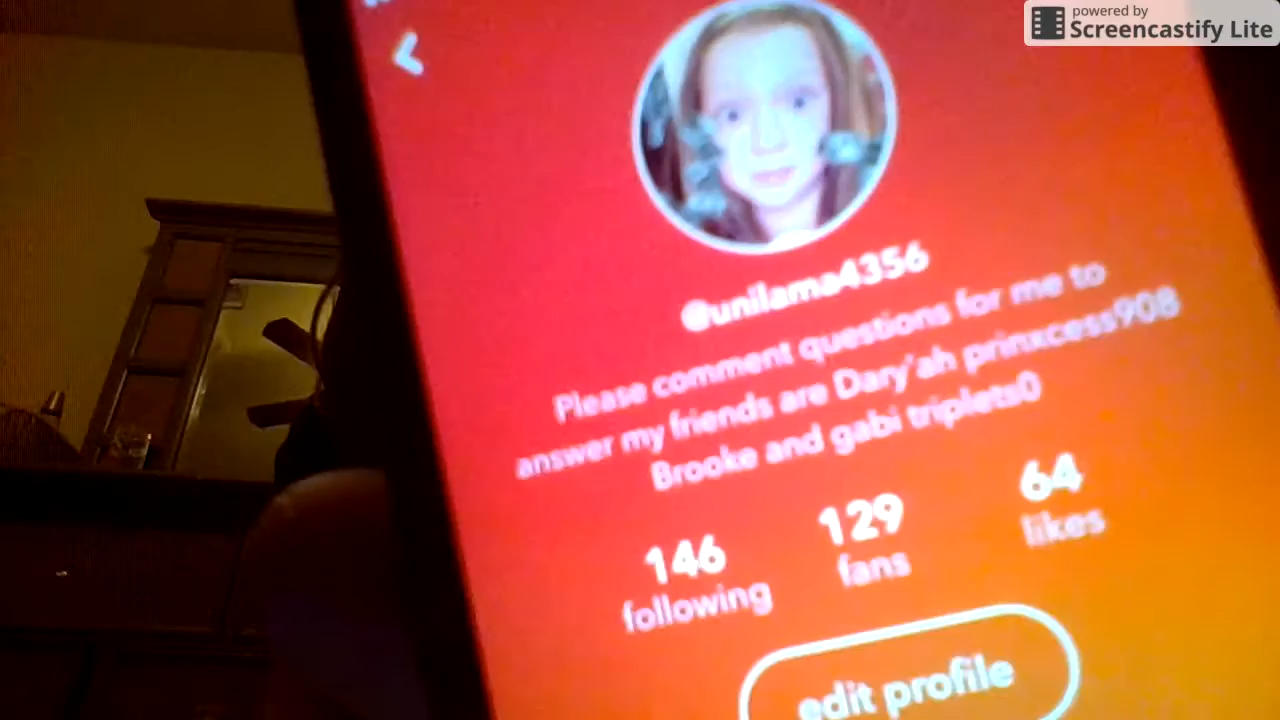 powered by
Screencastify Lite
@unilama4356
Please comment questions for me to
answer my friends are Dary'ah prinxcess908
Brooke and gabi triplets0
146
following
129
fans
64
likes
edit profile